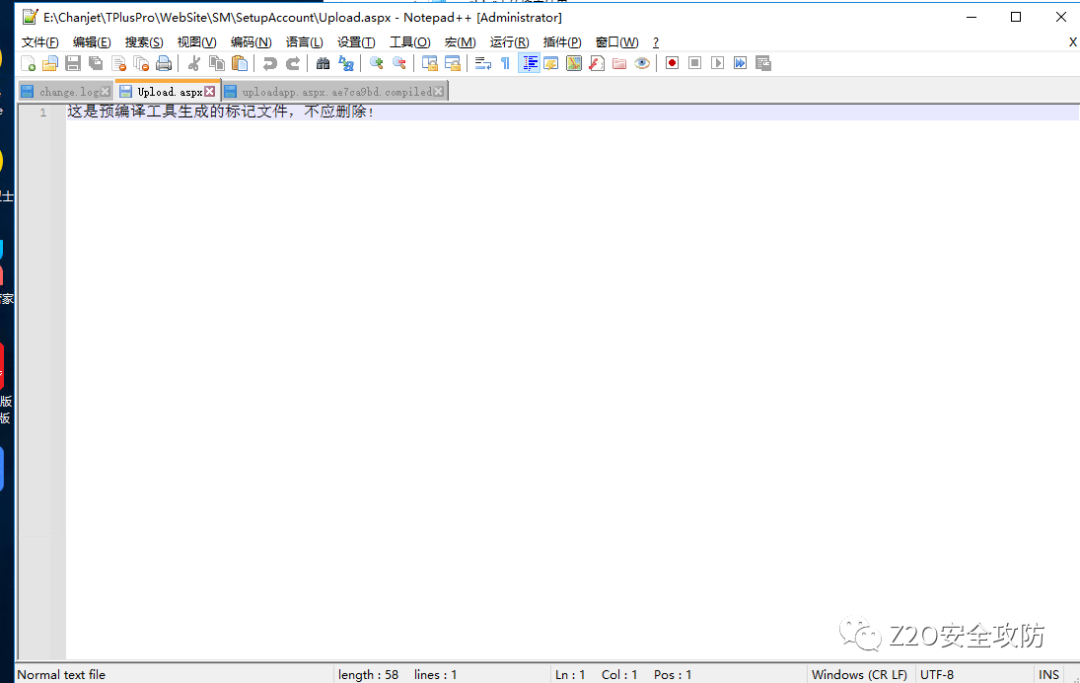 E:\Chanjet\TPlusPro\WebSite\SM\SetupAccount\Upload.aspx - Notepad++ [Administrator]
文件(F) 编辑(E) 搜索(S) 视图(V) 编码(N) 语言(L) 设置(T) 工具(O) 宏(M) 运行(R) 插件(P) 窗口(W) ? X
change.log Upload.aspx uploadapp.aspx.ae7ca9bd.compiled
1 这是预编译工具生成的标记文件，不应删除！
士
家
版
版
Z2O安全攻防
Normal text file length : 58 lines : 1 Ln : 1 Col : 1 Pos : 1 Windows (CR LF) UTF-8 INS